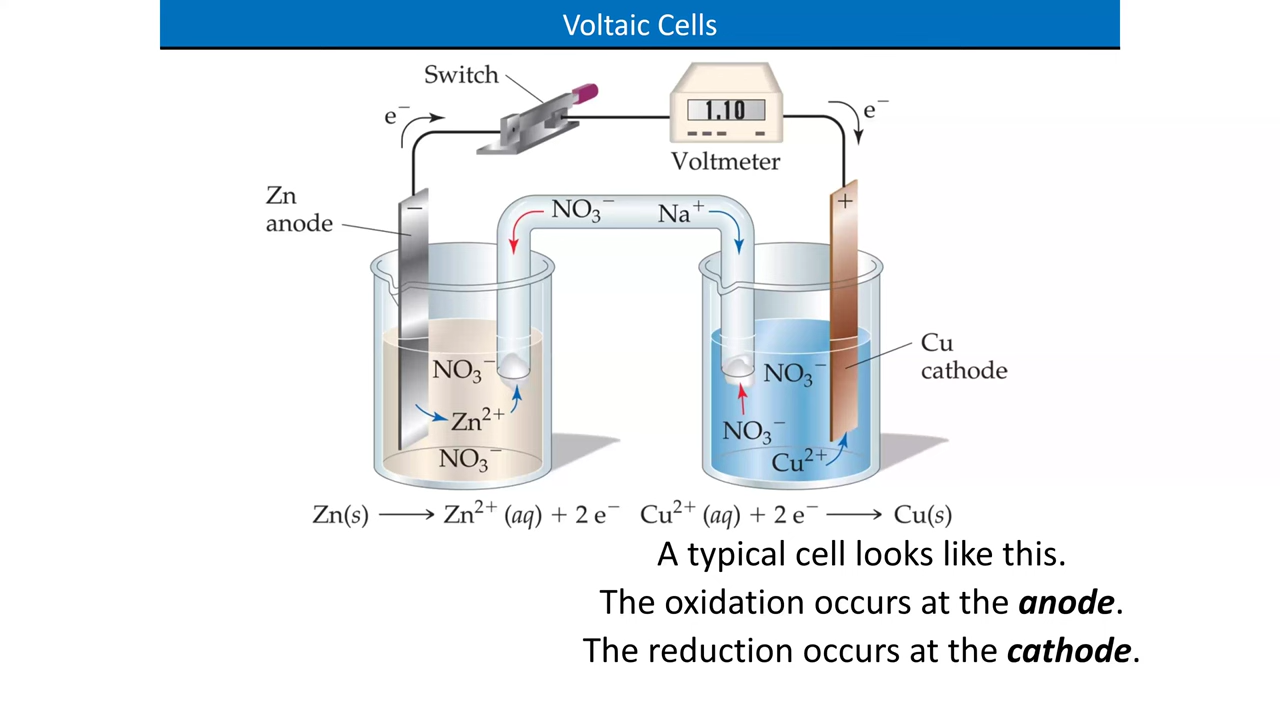 Voltaic Cells
Switch
e⁻
1.10
e⁻
Voltmeter
Zn
anode
−
+
NO₃⁻
Na⁺
Cu
cathode
NO₃⁻
NO₃⁻
Zn²⁺
NO₃⁻
NO₃⁻
Cu²⁺
Zn(s) ⟶ Zn²⁺ (aq) + 2 e⁻
Cu²⁺ (aq) + 2 e⁻ ⟶ Cu(s)
A typical cell looks like this.
The oxidation occurs at the anode.
The reduction occurs at the cathode.